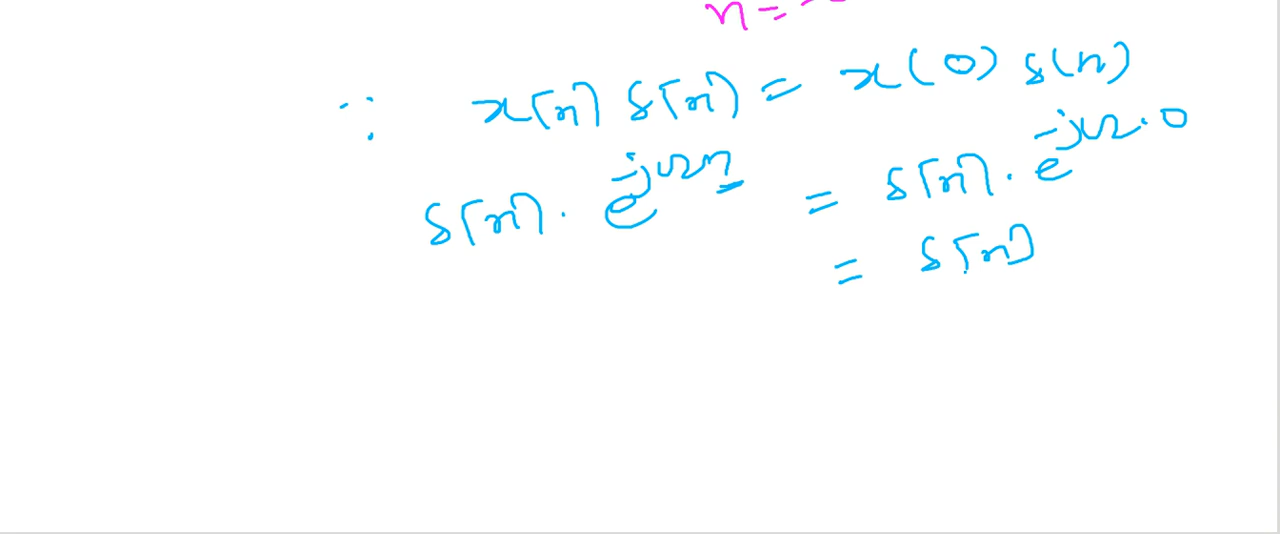 n = -
∵ x[n] δ[n] = x(0) δ(n)
δ[n] · e^{-jΩn} = δ[n] · e^{-jΩ·0}
= δ[n]